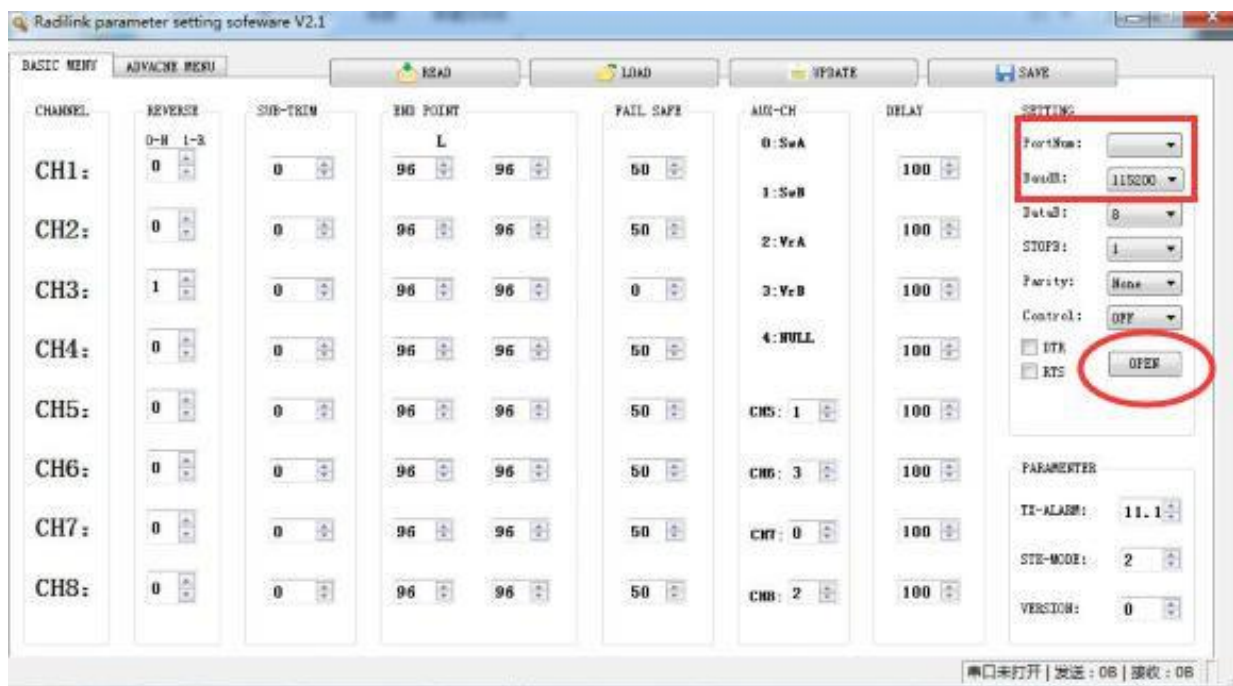 Radilink parameter setting sofeware V2.1
BASIC MENY ADVACNE MENU READ LOAD UPDATE SAVE
CHANNEL REVERSE SUB-TRIM END POINT FAIL SAFE AUX-CH DELAY SETTING
0-N 1-R L 0:SwA PortNum:
CH1: 0 0 96 96 50 1:SwB 100 BaudR: 115200
CH2: 0 0 96 96 50 2:VrA 100 DataB: 8
STOPB: 1
CH3: 1 0 96 96 0 3:VrB 100 Parity: None
Control: OFF
CH4: 0 0 96 96 50 4:NULL 100 DTR
RTS OPEN
CH5: 0 0 96 96 50 CH5: 1 100
CH6: 0 0 96 96 50 CH6: 3 100 PARAMENTER
TX-ALARM: 11.1
CH7: 0 0 96 96 50 CH7: 0 100
STE-MODE: 2
CH8: 0 0 96 96 50 CH8: 2 100
VERSION: 0
串口未打开 | 发送 : 0B | 接收 : 0B